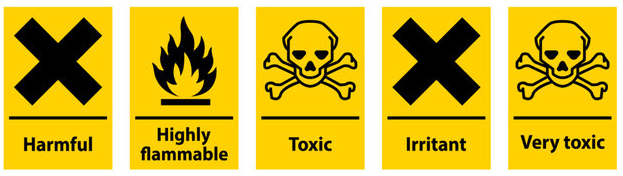 Harmful
Highly
flammable
Toxic
Irritant
Very toxic